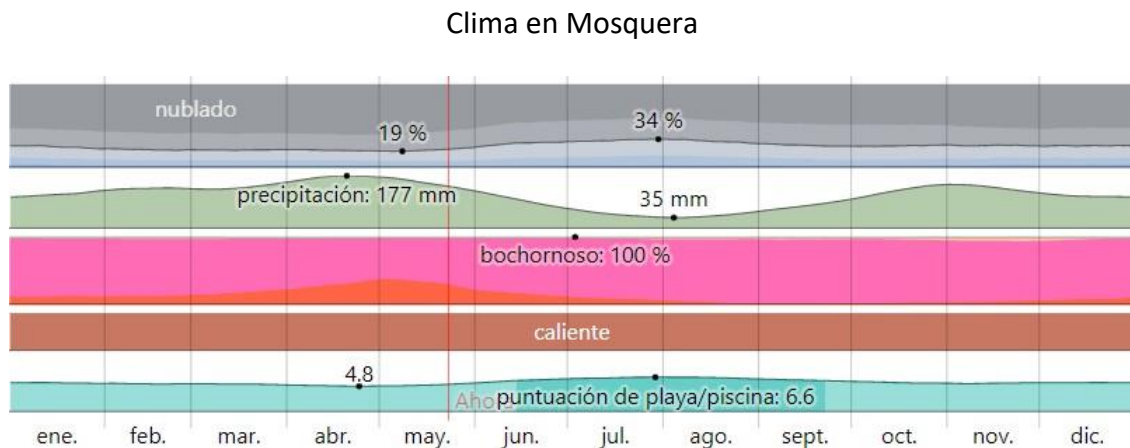 Clima en Mosquera
nublado
19 %
34 %
precipitación: 177 mm
35 mm
bochornoso: 100 %
caliente
4.8
Ahora
puntuación de playa/piscina: 6.6
ene. feb. mar. abr. may. jun. jul. ago. sept. oct. nov. dic.